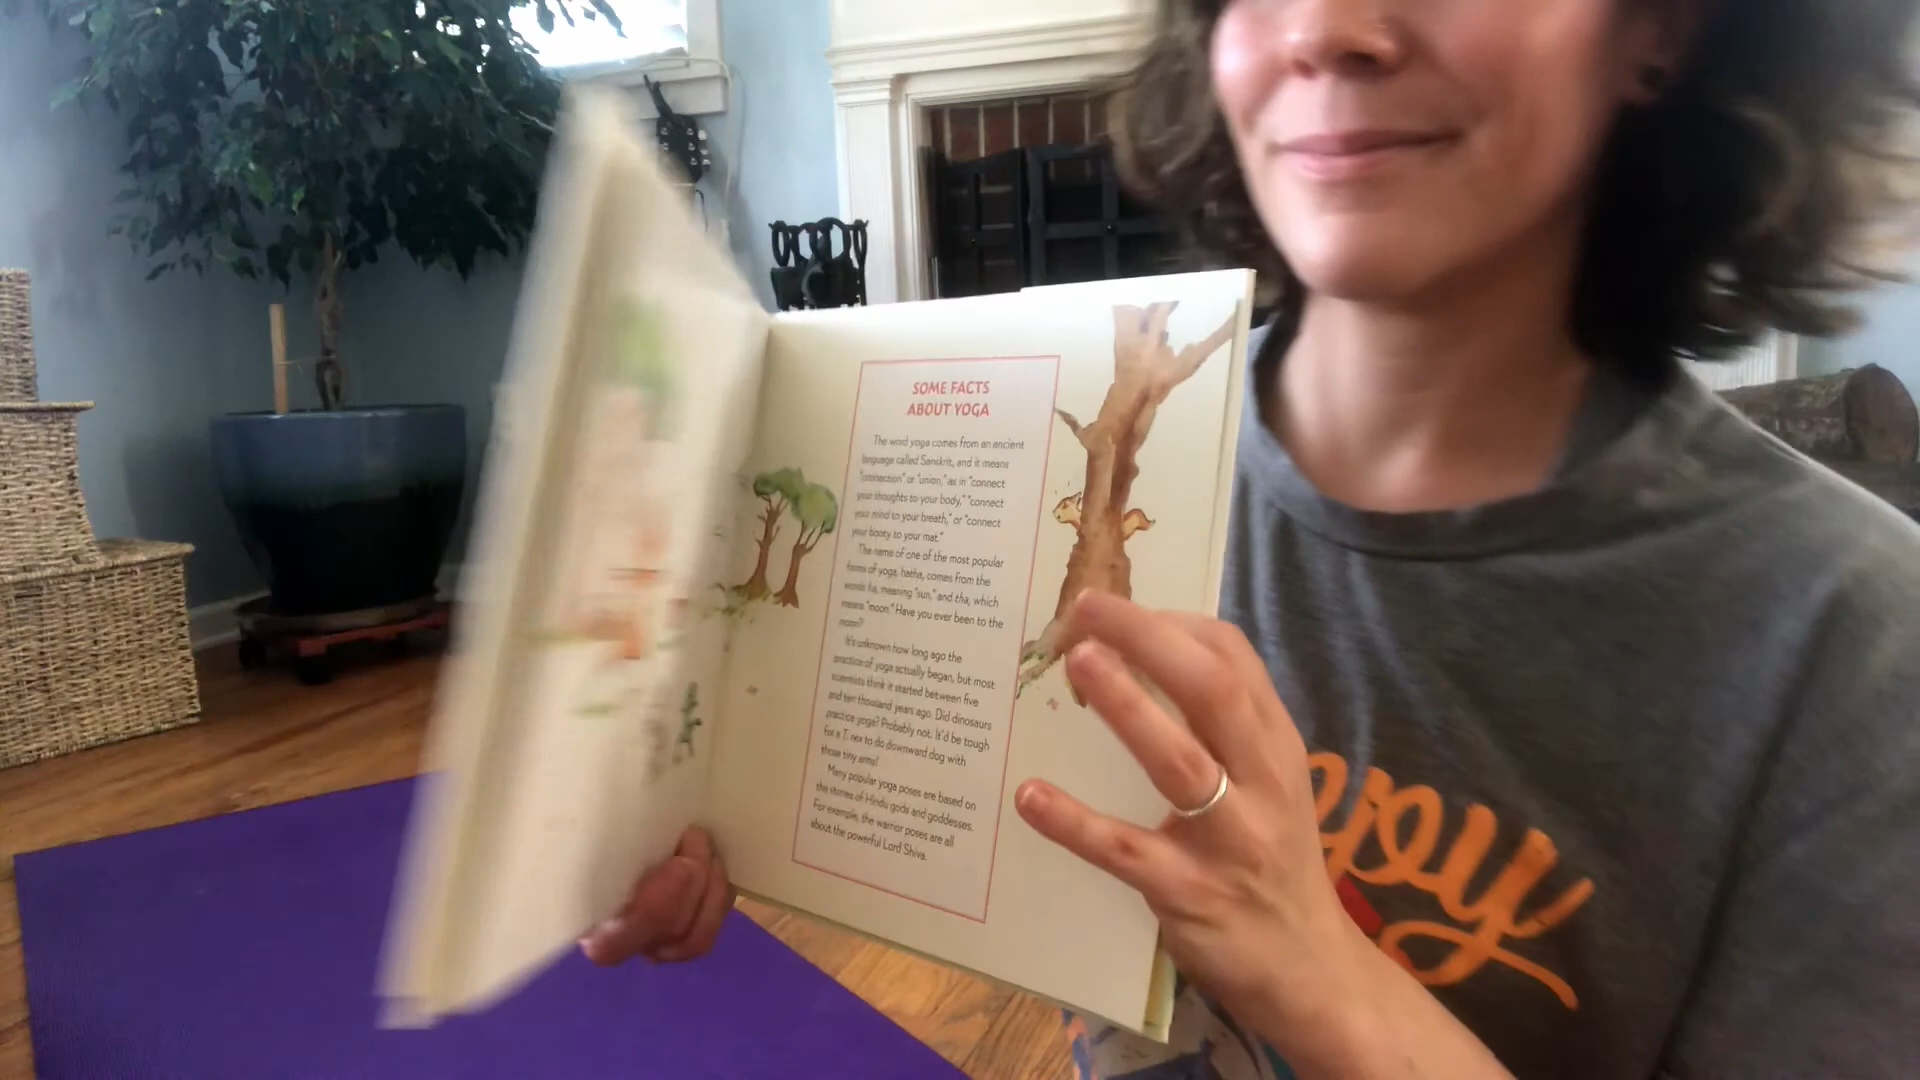 SOME FACTS
ABOUT YOGA
The word yoga comes from an ancient
language called Sanskrit, and it means
"connection" or "union," as in "connect
your thoughts to your body," "connect
your mind to your breath," or "connect
your booty to your mat."
The name of one of the most popular
forms of yoga, hatha, comes from the
words ha, meaning "sun," and tha, which
means "moon." Have you ever been to the
moon?
It's unknown how long ago the
practice of yoga actually began, but most
scientists think it started between five
and ten thousand years ago. Did dinosaurs
practice yoga? Probably not. It'd be tough
for a T. rex to do downward dog with
those tiny arms!
Many popular yoga poses are based on
the stories of Hindu gods and goddesses.
For example, the warrior poses are all
about the powerful Lord Shiva.